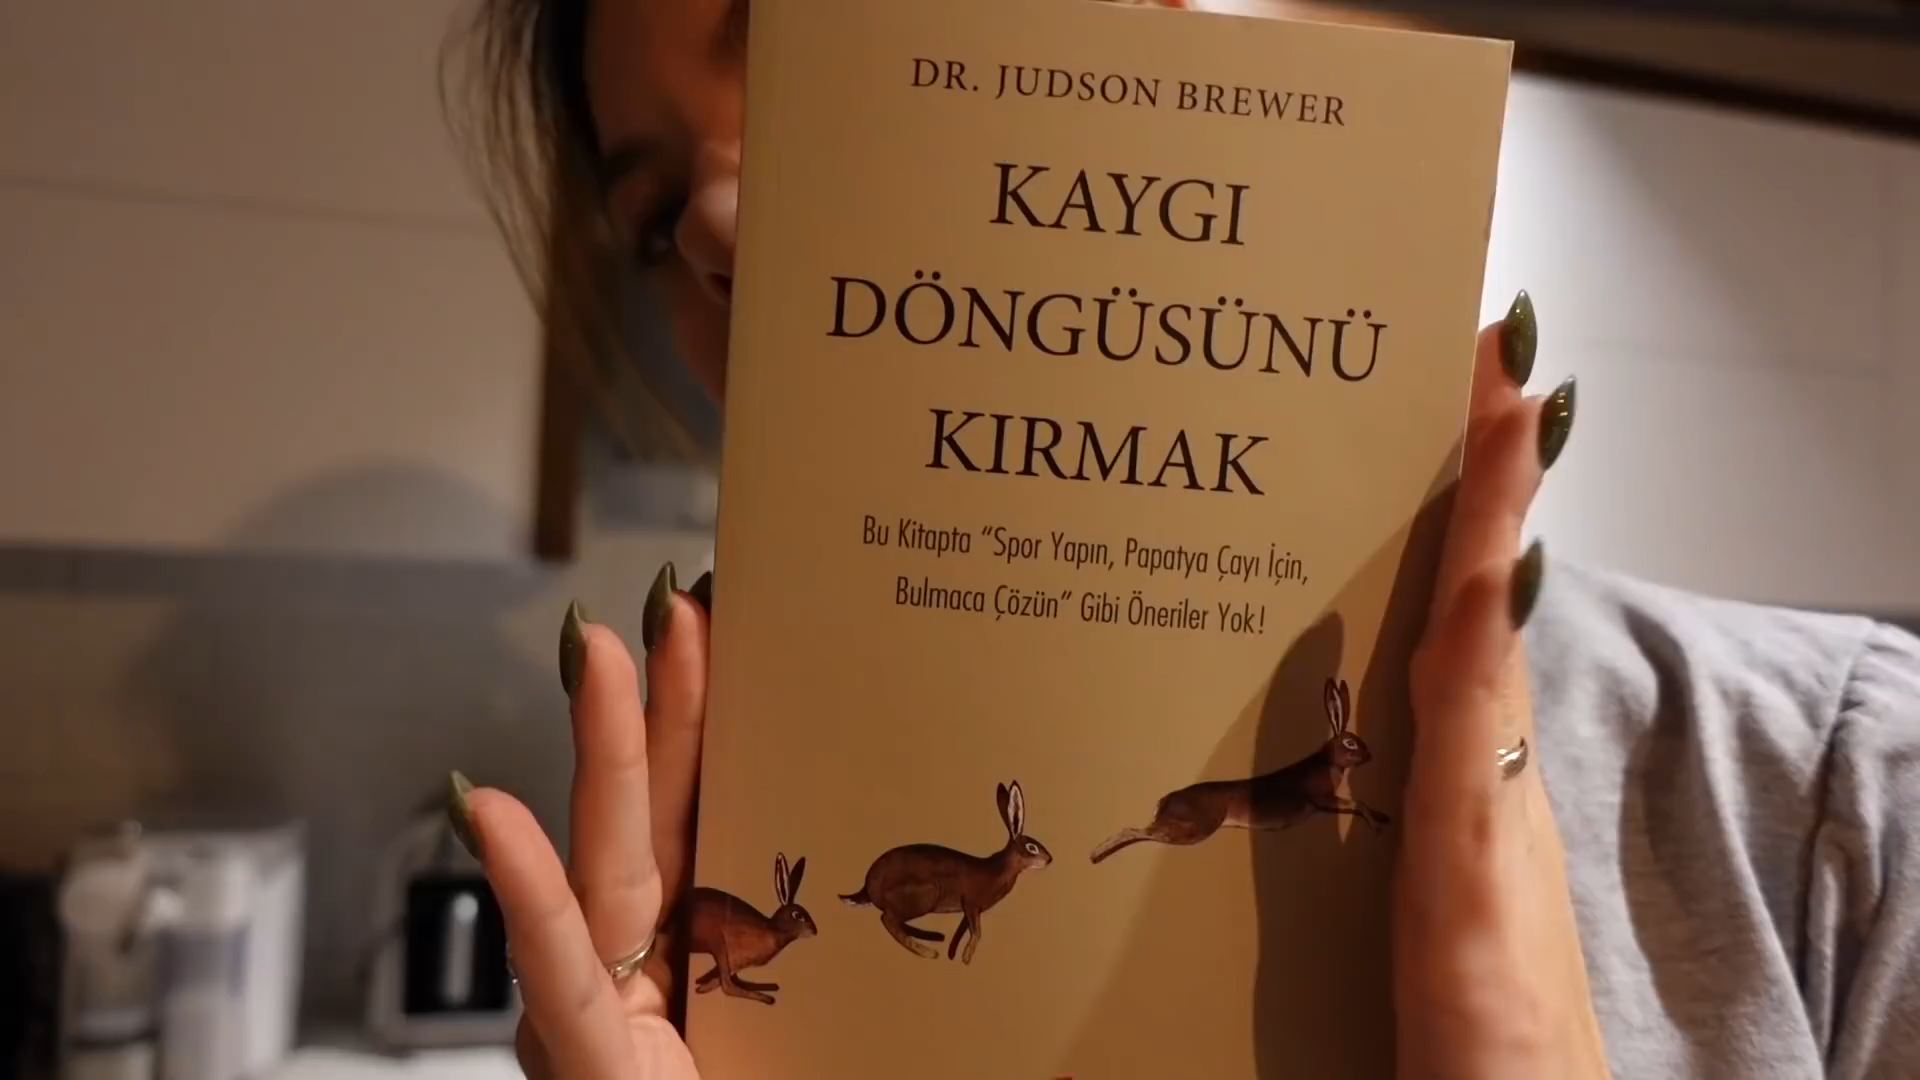 DR. JUDSON BREWER
KAYGI
DÖNGÜSÜNÜ
KIRMAK
Bu Kitapta “Spor Yapın, Papatya Çayı İçin,
Bulmaca Çözün” Gibi Öneriler Yok!